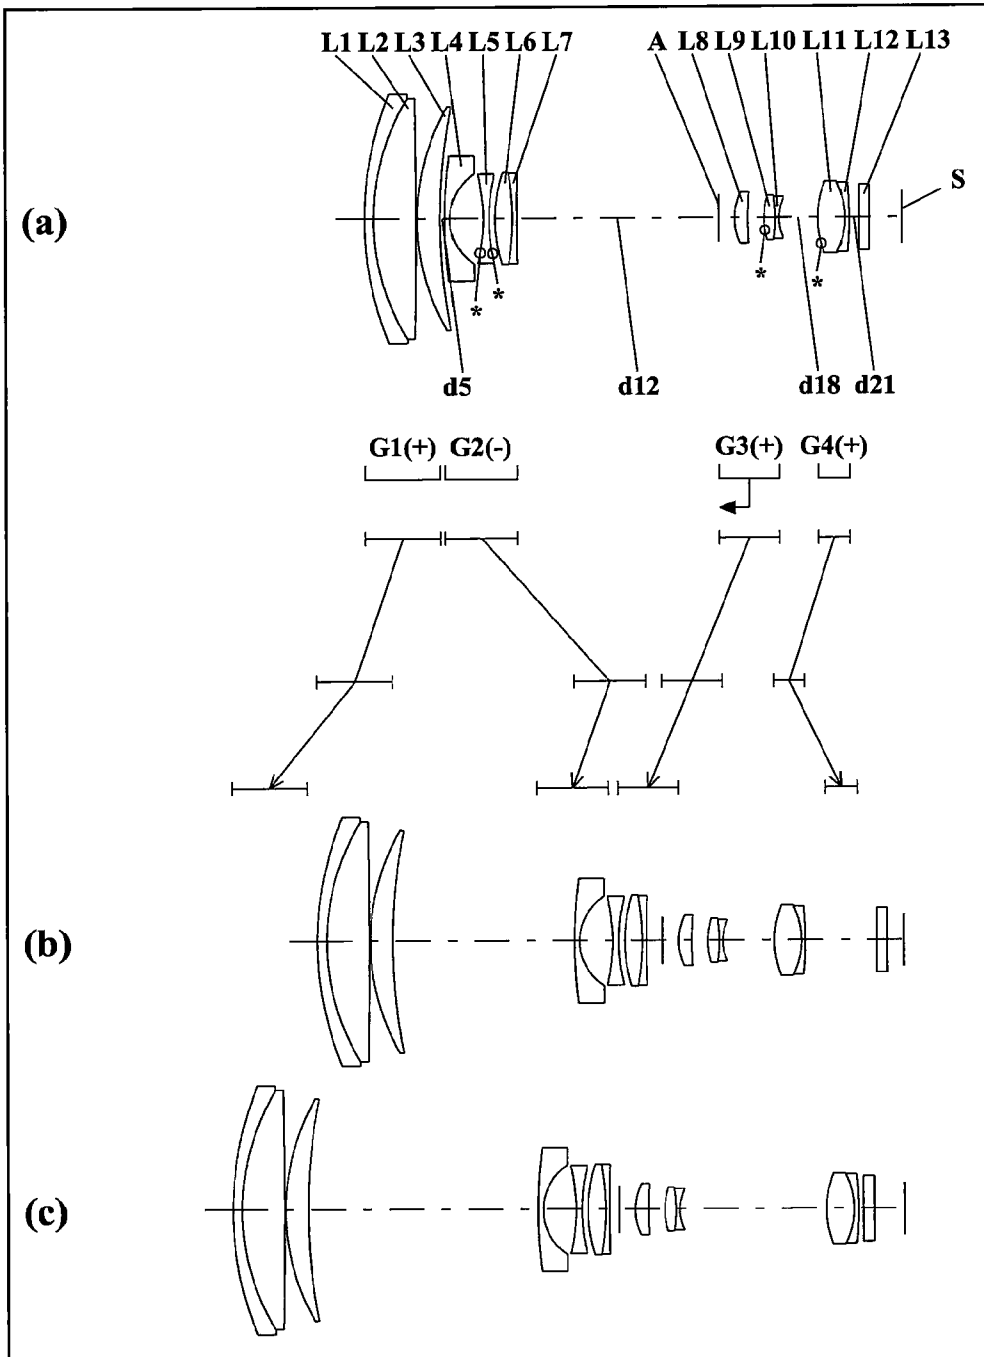 L1 L2 L3 L4 L5 L6 L7 A L8 L9 L10 L11 L12 L13
S
(a)
* * * *
d5 d12 d18 d21
G1(+) G2(-) G3(+) G4(+)
(b)
(c)